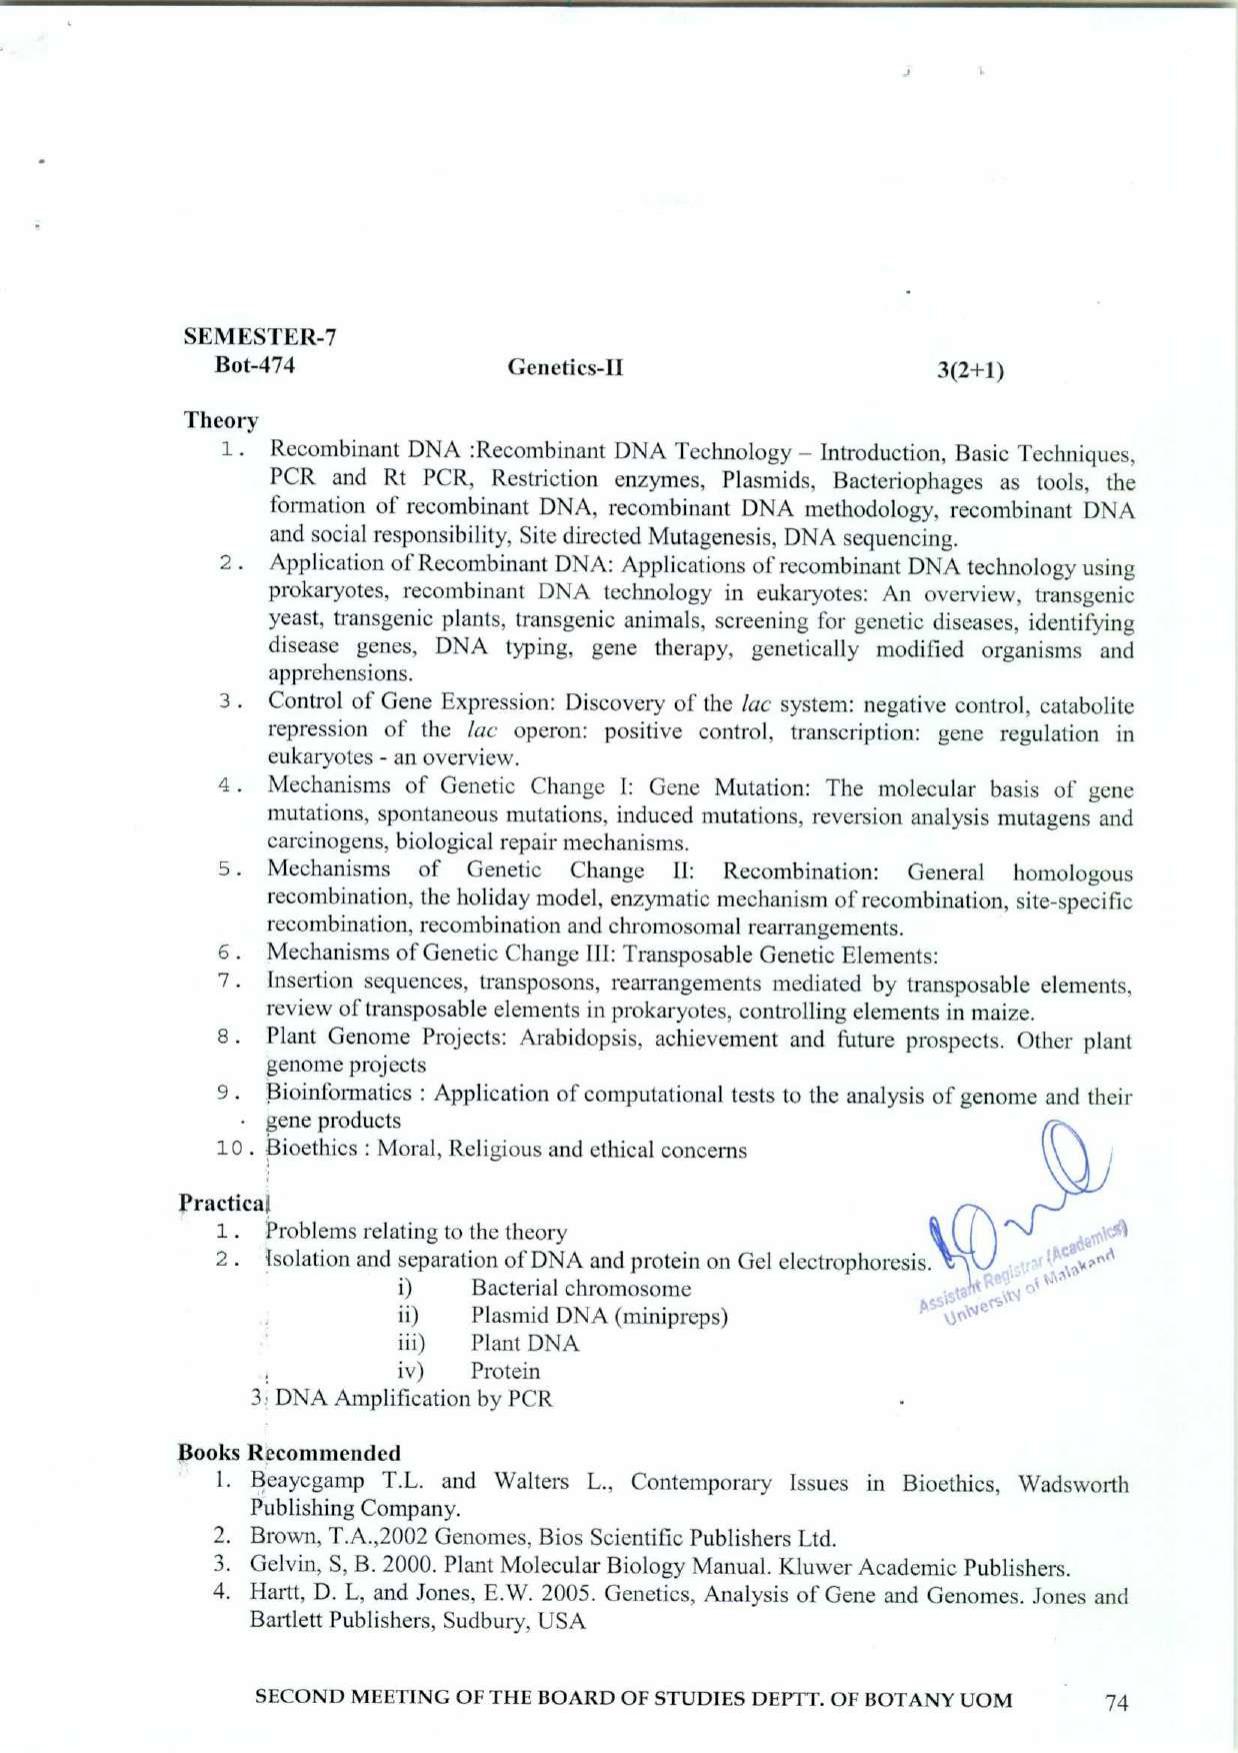 SEMESTER-7
Bot-474 Genetics-II 3(2+1)
Theory
1. Recombinant DNA :Recombinant DNA Technology – Introduction, Basic Techniques,
PCR and Rt PCR, Restriction enzymes, Plasmids, Bacteriophages as tools, the
formation of recombinant DNA, recombinant DNA methodology, recombinant DNA
and social responsibility, Site directed Mutagenesis, DNA sequencing.
2. Application of Recombinant DNA: Applications of recombinant DNA technology using
prokaryotes, recombinant DNA technology in eukaryotes: An overview, transgenic
yeast, transgenic plants, transgenic animals, screening for genetic diseases, identifying
disease genes, DNA typing, gene therapy, genetically modified organisms and
apprehensions.
3. Control of Gene Expression: Discovery of the lac system: negative control, catabolite
repression of the lac operon: positive control, transcription: gene regulation in
eukaryotes - an overview.
4. Mechanisms of Genetic Change I: Gene Mutation: The molecular basis of gene
mutations, spontaneous mutations, induced mutations, reversion analysis mutagens and
carcinogens, biological repair mechanisms.
5. Mechanisms of Genetic Change II: Recombination: General homologous
recombination, the holiday model, enzymatic mechanism of recombination, site-specific
recombination, recombination and chromosomal rearrangements.
6. Mechanisms of Genetic Change III: Transposable Genetic Elements:
7. Insertion sequences, transposons, rearrangements mediated by transposable elements,
review of transposable elements in prokaryotes, controlling elements in maize.
8. Plant Genome Projects: Arabidopsis, achievement and future prospects. Other plant
genome projects
9. Bioinformatics : Application of computational tests to the analysis of genome and their
gene products
10. Bioethics : Moral, Religious and ethical concerns
Practical
1. Problems relating to the theory
2. Isolation and separation of DNA and protein on Gel electrophoresis.
i) Bacterial chromosome
ii) Plasmid DNA (minipreps)
iii) Plant DNA
iv) Protein
3. DNA Amplification by PCR
Assistant Registrar (Academics)
University of Malakand
Books Recommended
1. Beaycgamp T.L. and Walters L., Contemporary Issues in Bioethics, Wadsworth
Publishing Company.
2. Brown, T.A.,2002 Genomes, Bios Scientific Publishers Ltd.
3. Gelvin, S, B. 2000. Plant Molecular Biology Manual. Kluwer Academic Publishers.
4. Hartt, D. L, and Jones, E.W. 2005. Genetics, Analysis of Gene and Genomes. Jones and
Bartlett Publishers, Sudbury, USA
SECOND MEETING OF THE BOARD OF STUDIES DEPTT. OF BOTANY UOM 74